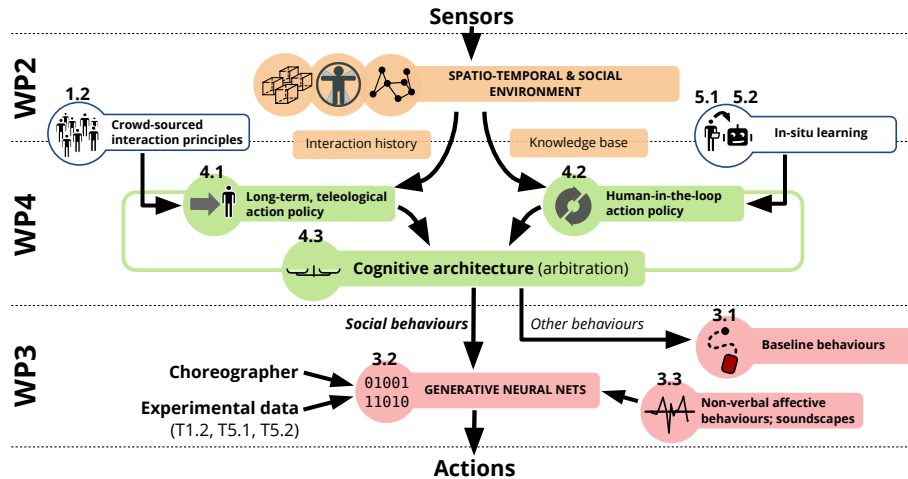 Sensors
WP2
SPATIO-TEMPORAL & SOCIAL
ENVIRONMENT
1.2
Crowd-sourced
interaction principles
5.1 5.2
In-situ learning
Interaction history
Knowledge base
WP4
4.1
Long-term, teleological
action policy
4.2
Human-in-the-loop
action policy
4.3
Cognitive architecture (arbitration)
Social behaviours
Other behaviours
WP3
3.1
Baseline behaviours
Choreographer
Experimental data
(T1.2, T5.1, T5.2)
3.2
01001
11010
GENERATIVE NEURAL NETS
3.3
Non-verbal affective
behaviours; soundscapes
Actions